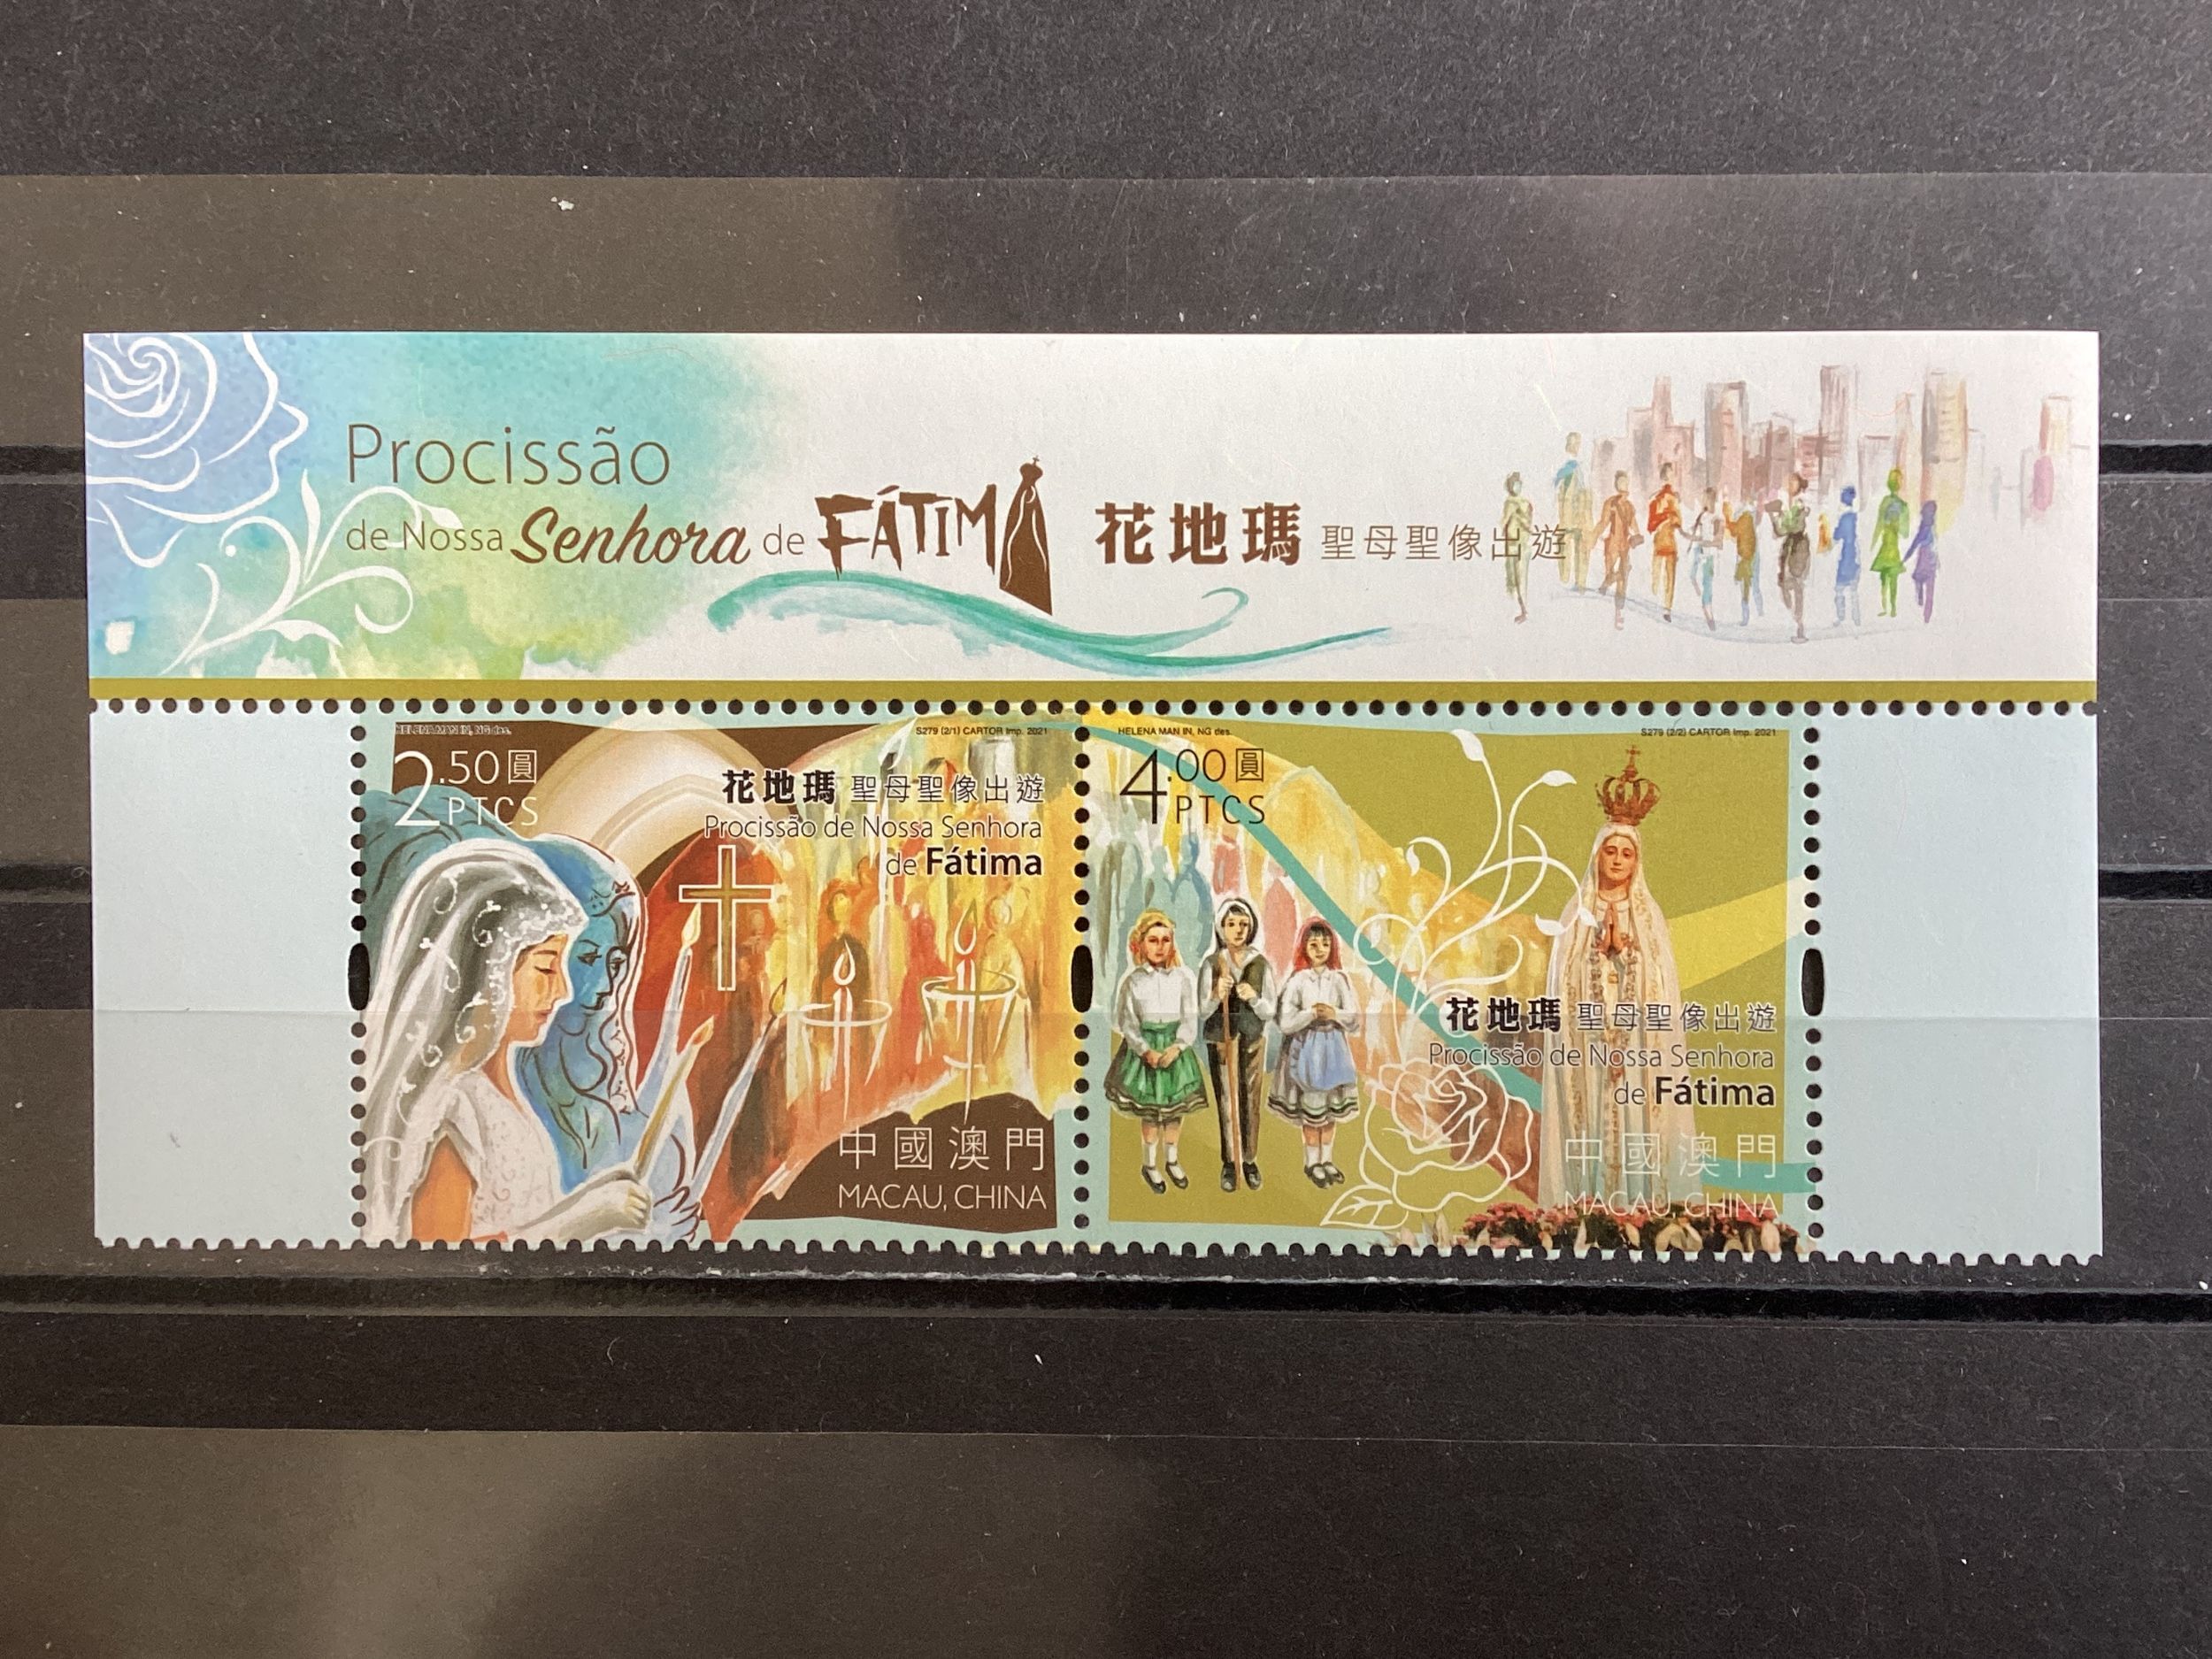 Procissão
de Nossa Senhora de FÁTIMA 花地瑪 聖母聖像出遊
HELENA MAN IN, NG des.
S279 (2/1) CARTOR Imp. 2021
2.50 圓
PTCS
花地瑪 聖母聖像出遊
Procissão de Nossa Senhora
de Fátima
中國澳門
MACAU, CHINA
HELENA MAN IN, NG des.
S279 (2/2) CARTOR Imp. 2021
4.00 圓
PTCS
花地瑪 聖母聖像出遊
Procissão de Nossa Senhora
de Fátima
中國澳門
MACAU, CHINA